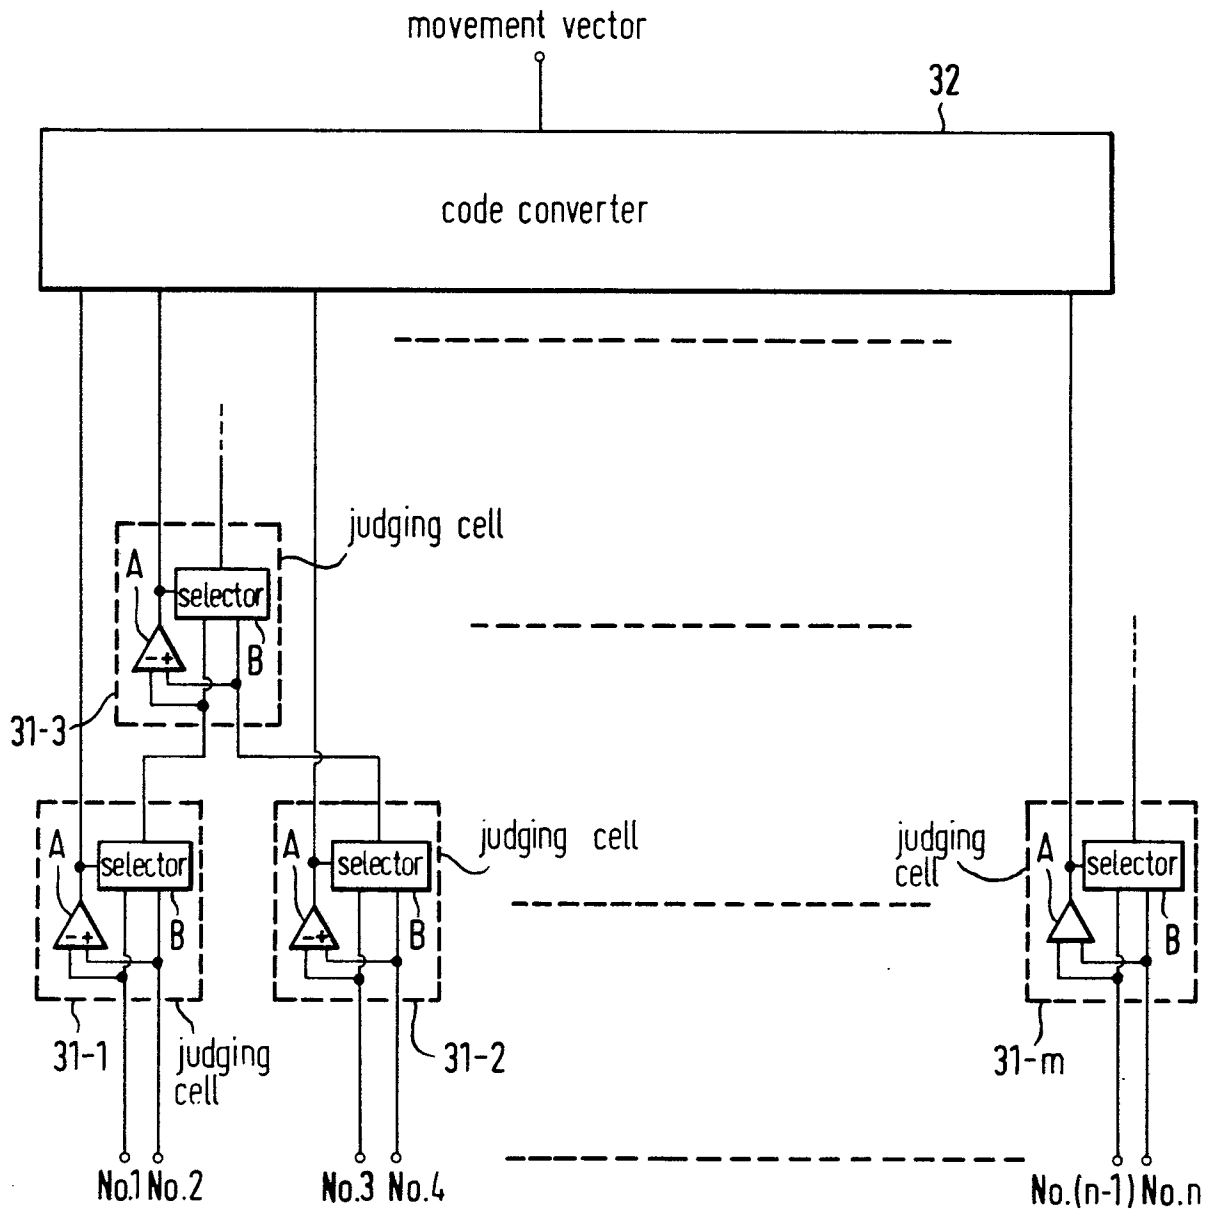 movement vector
32
code converter
judging cell
A
selector
- +
B
31-3
A
selector
- +
B
judging cell
A
selector
- +
B
judging
cell
A
selector
B
31-1
judging
cell
31-2
31-m
No.1 No.2
No.3 No.4
No.(n-1) No.n